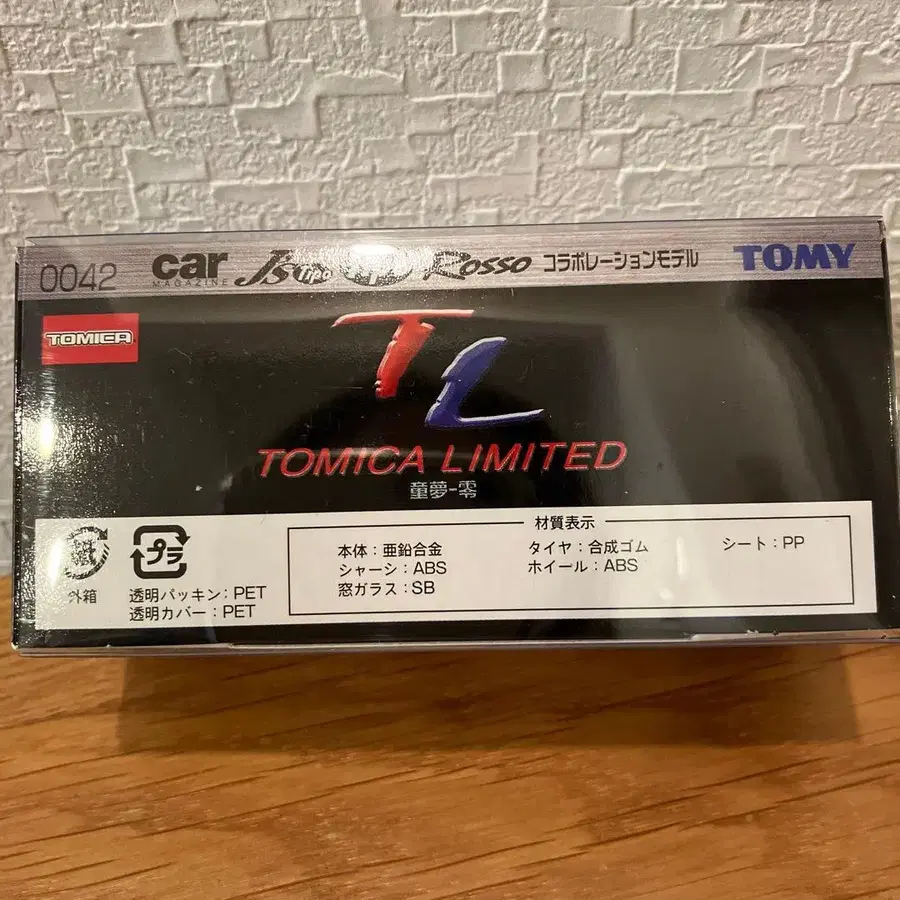 0042 car MAGAZINE J's Tipo Rosso コラボレーションモデル TOMY
TOMICA
TL
TOMICA LIMITED
童夢-零
材質表示
本体：亜鉛合金 タイヤ：合成ゴム シート：PP
シャーシ：ABS ホイール：ABS
窓ガラス：SB
プラ
外箱
透明パッキン：PET
透明カバー：PET